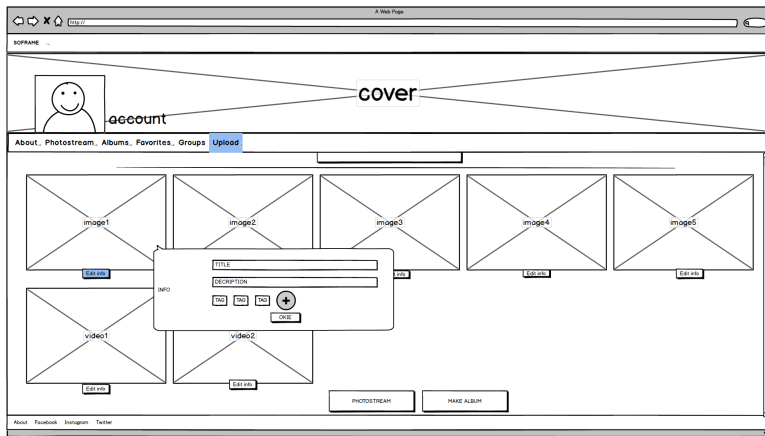 A Web Page
http://
SOFRAME ...
cover
account
About, Photostream, Albums, Favorites, Groups Upload
image1 image2 image3 image4 image5
Edit info info Edit info Edit info
TITLE
DECRIPTION
INFO
TAG TAG TAG +
OKIE
video1 video2
Edit info Edit info
PHOTOSTREAM MAKE ALBUM
About Facebook Instagram Twitter